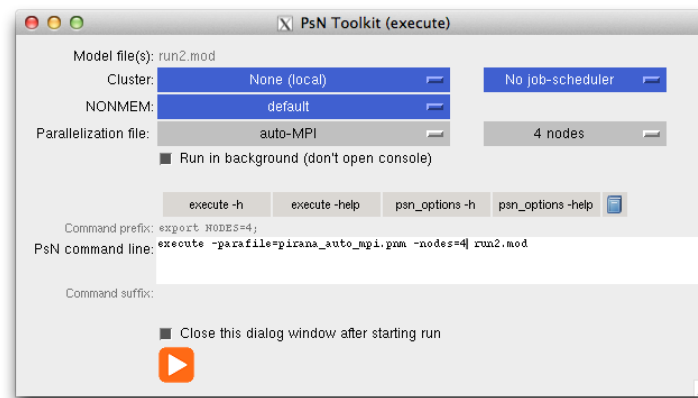 X PsN Toolkit (execute)
Model file(s): run2.mod
Cluster: None (local) No job-scheduler
NONMEM: default
Parallelization file: auto-MPI 4 nodes
Run in background (don't open console)
execute -h execute -help psn_options -h psn_options -help
Command prefix: export NODES=4;
PsN command line: execute -parafile=pirana_auto_mpi.pnm -nodes=4 run2.mod
Command suffix:
Close this dialog window after starting run